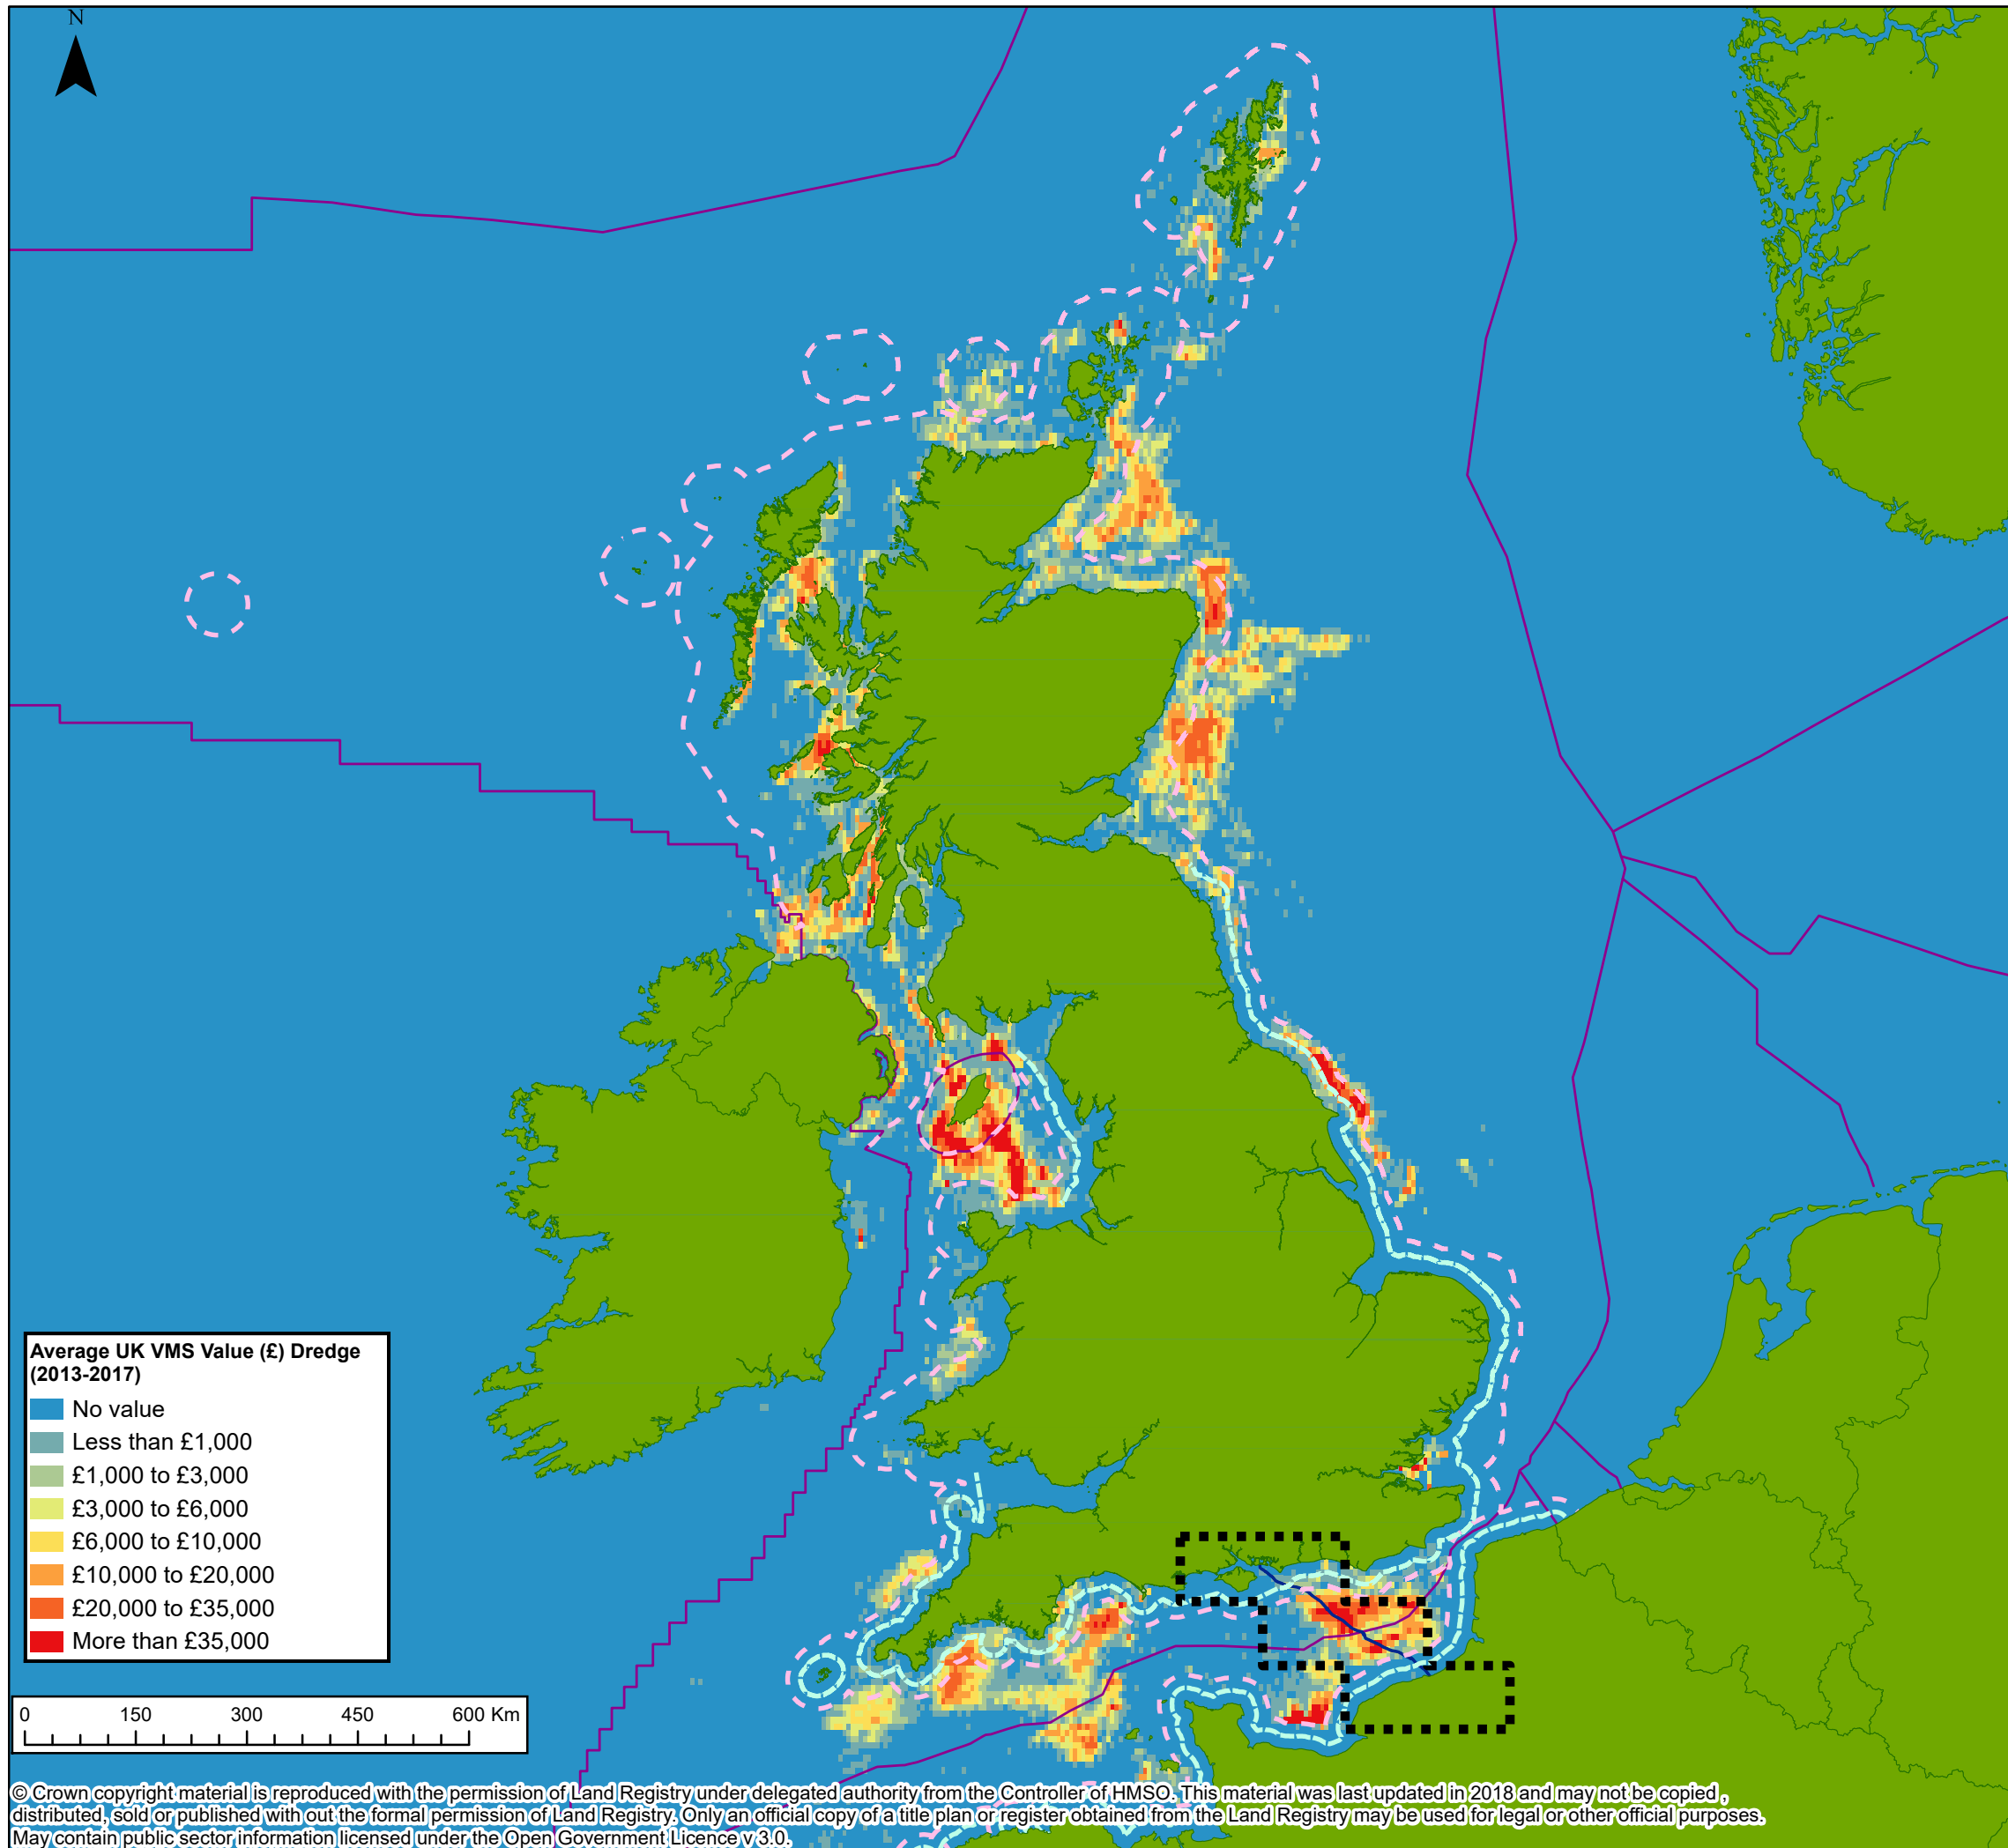 N
Average UK VMS Value (£) Dredge
(2013-2017)
No value
Less than £1,000
£1,000 to £3,000
£3,000 to £6,000
£6,000 to £10,000
£10,000 to £20,000
£20,000 to £35,000
More than £35,000
0 150 300 450 600 Km
© Crown copyright material is reproduced with the permission of Land Registry under delegated authority from the Controller of HMSO. This material was last updated in 2018 and may not be copied ,
distributed, sold or published with out the formal permission of Land Registry. Only an official copy of a title plan or register obtained from the Land Registry may be used for legal or other official purposes.
May contain public sector information licensed under the Open Government Licence v 3.0.